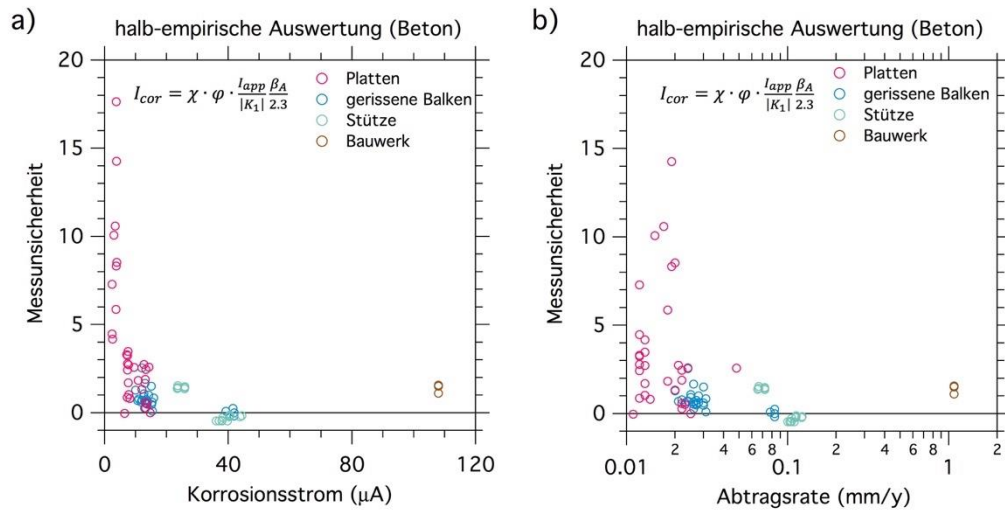 a)
halb-empirische Auswertung (Beton)
20
15
10
5
0
Messunsicherheit
I_cor = χ · φ · I_app/|K_1| β_A/2.3
Platten
gerissene Balken
Stütze
Bauwerk
0 40 80 120
Korrosionsstrom (µA)
b)
halb-empirische Auswertung (Beton)
20
15
10
5
0
Messunsicherheit
I_cor = χ · φ · I_app/|K_1| β_A/2.3
Platten
gerissene Balken
Stütze
Bauwerk
0.01 2 4 6 8 0.1 2 4 6 8 1 2
Abtragsrate (mm/y)